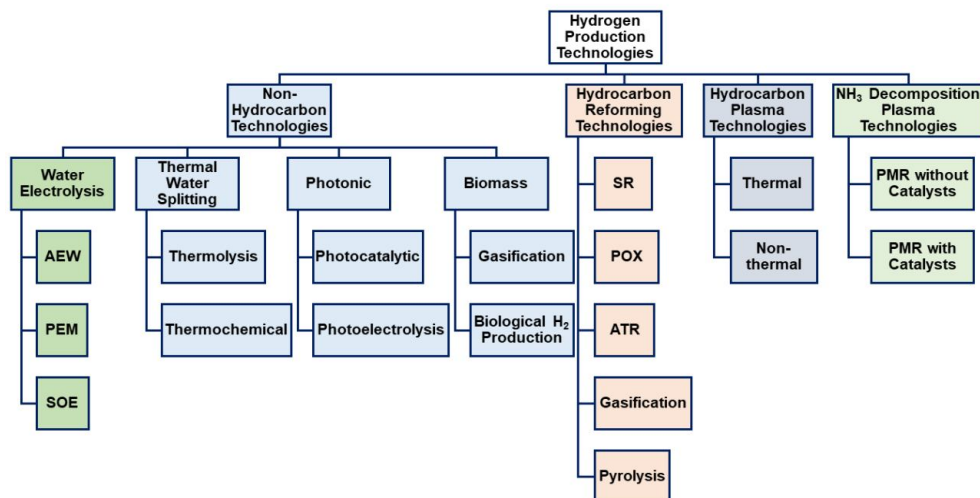 Hydrogen
Production
Technologies
Non-
Hydrocarbon
Technologies
Hydrocarbon
Reforming
Technologies
Hydrocarbon
Plasma
Technologies
NH₃ Decomposition
Plasma
Technologies
Water
Electrolysis
Thermal
Water
Splitting
Photonic
Biomass
SR
Thermal
PMR without
Catalysts
AEW
Thermolysis
Photocatalytic
Gasification
POX
Non-
thermal
PMR with
Catalysts
PEM
Thermochemical
Photoelectrolysis
Biological H₂
Production
ATR
SOE
Gasification
Pyrolysis